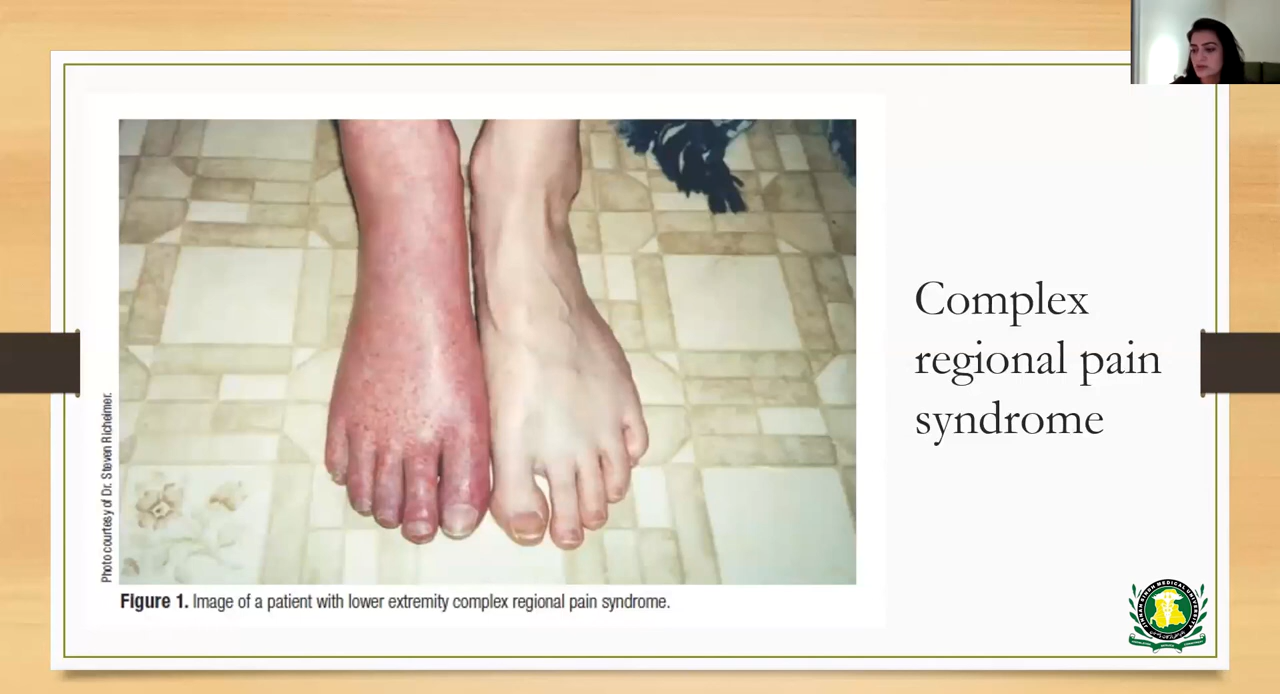 Complex
regional pain
syndrome
Photo courtesy of Dr. Steven Richeimer.
Figure 1. Image of a patient with lower extremity complex regional pain syndrome.